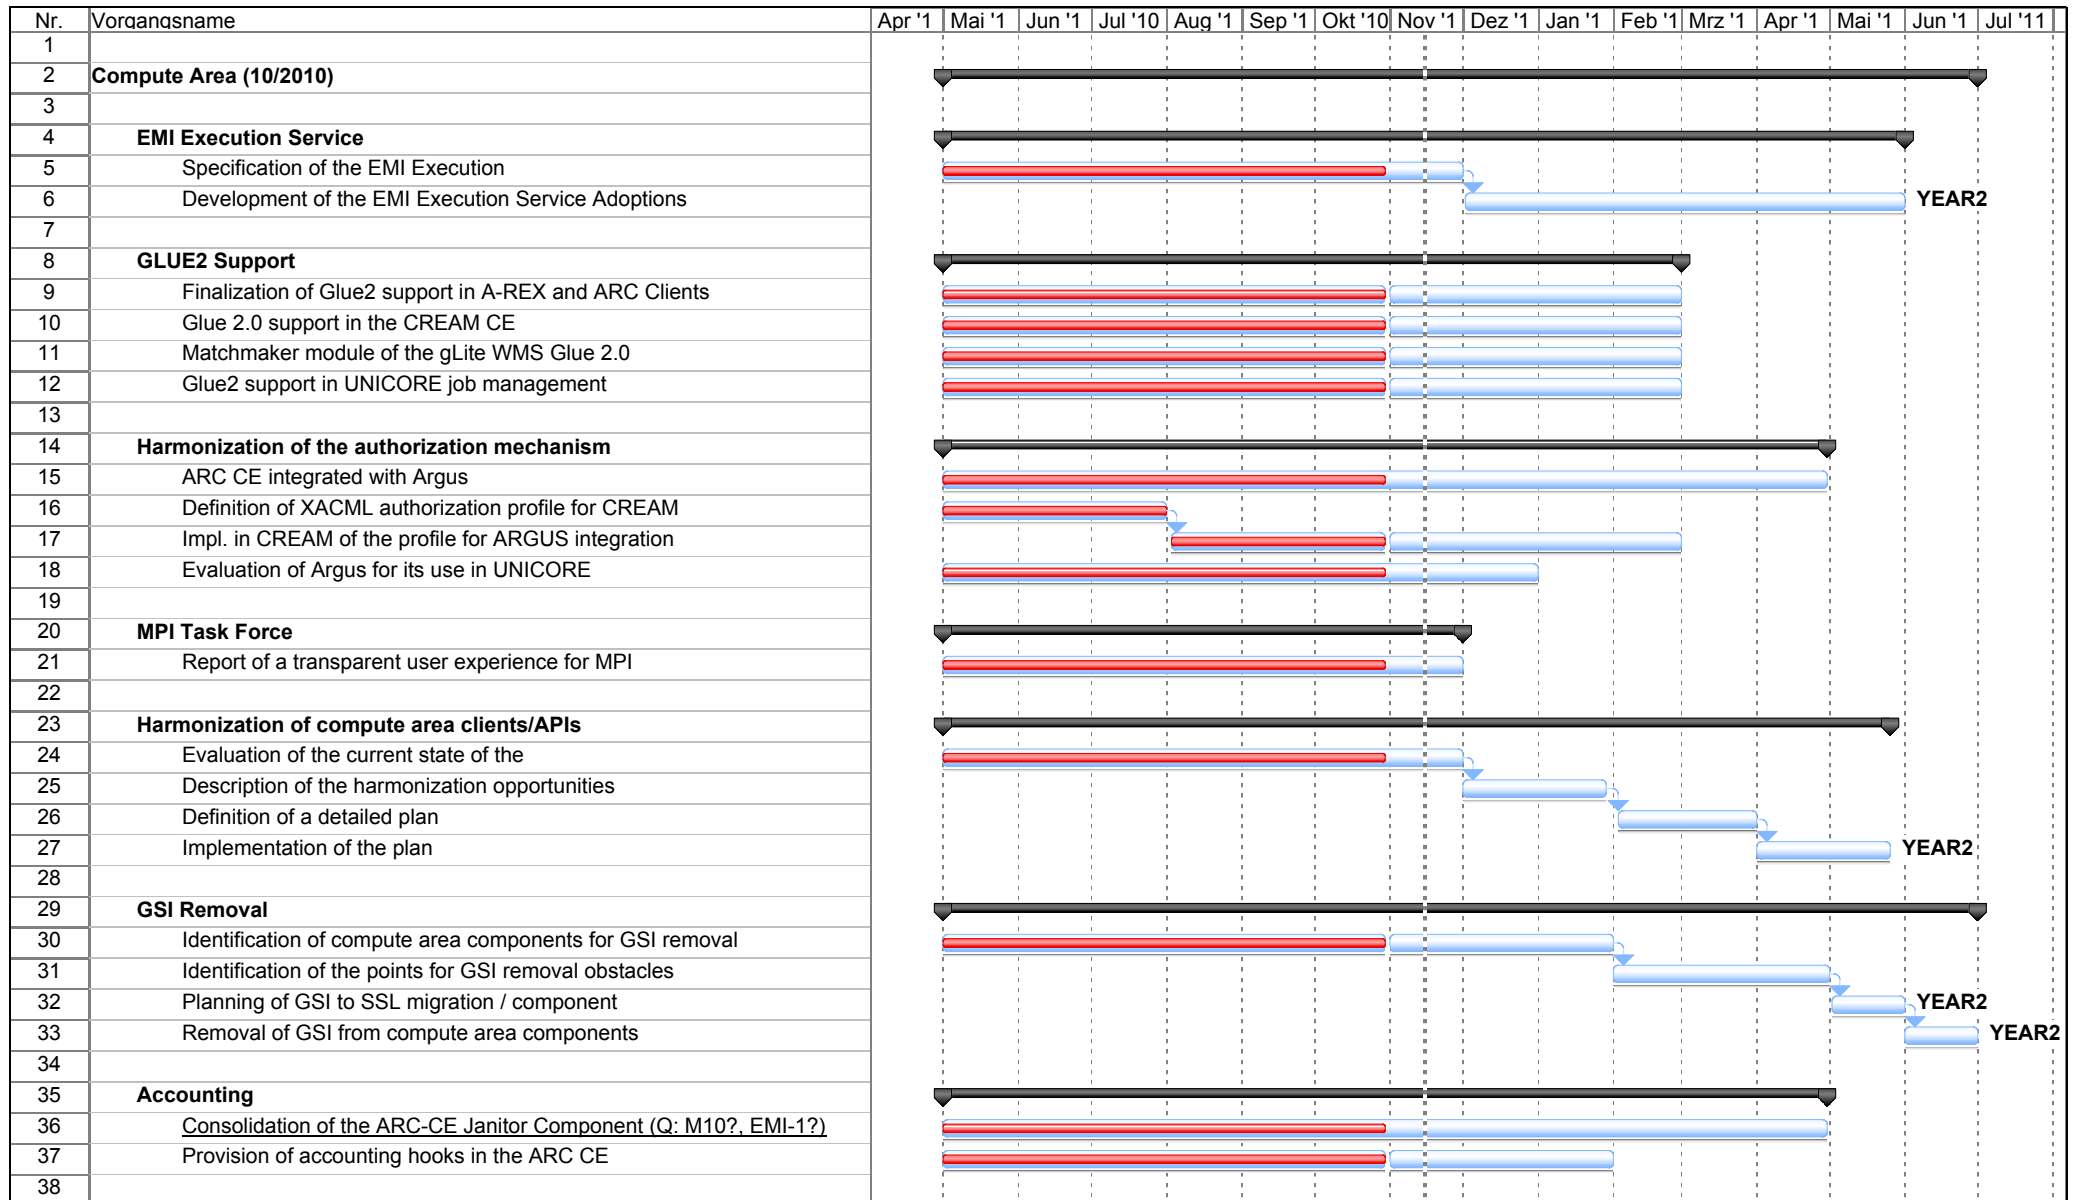 Nr. Vorgangsname Apr '1 Mai '1 Jun '1 Jul '10 Aug '1 Sep '1 Okt '10 Nov '1 Dez '1 Jan '1 Feb '1 Mrz '1 Apr '1 Mai '1 Jun '1 Jul '11
1
2 Compute Area (10/2010)
3
4 EMI Execution Service
5 Specification of the EMI Execution
6 Development of the EMI Execution Service Adoptions YEAR2
7
8 GLUE2 Support
9 Finalization of Glue2 support in A-REX and ARC Clients
10 Glue 2.0 support in the CREAM CE
11 Matchmaker module of the gLite WMS Glue 2.0
12 Glue2 support in UNICORE job management
13
14 Harmonization of the authorization mechanism
15 ARC CE integrated with Argus
16 Definition of XACML authorization profile for CREAM
17 Impl. in CREAM of the profile for ARGUS integration
18 Evaluation of Argus for its use in UNICORE
19
20 MPI Task Force
21 Report of a transparent user experience for MPI
22
23 Harmonization of compute area clients/APIs
24 Evaluation of the current state of the
25 Description of the harmonization opportunities
26 Definition of a detailed plan
27 Implementation of the plan YEAR2
28
29 GSI Removal
30 Identification of compute area components for GSI removal
31 Identification of the points for GSI removal obstacles
32 Planning of GSI to SSL migration / component YEAR2
33 Removal of GSI from compute area components YEAR2
34
35 Accounting
36 Consolidation of the ARC-CE Janitor Component (Q: M10?, EMI-1?)
37 Provision of accounting hooks in the ARC CE
38